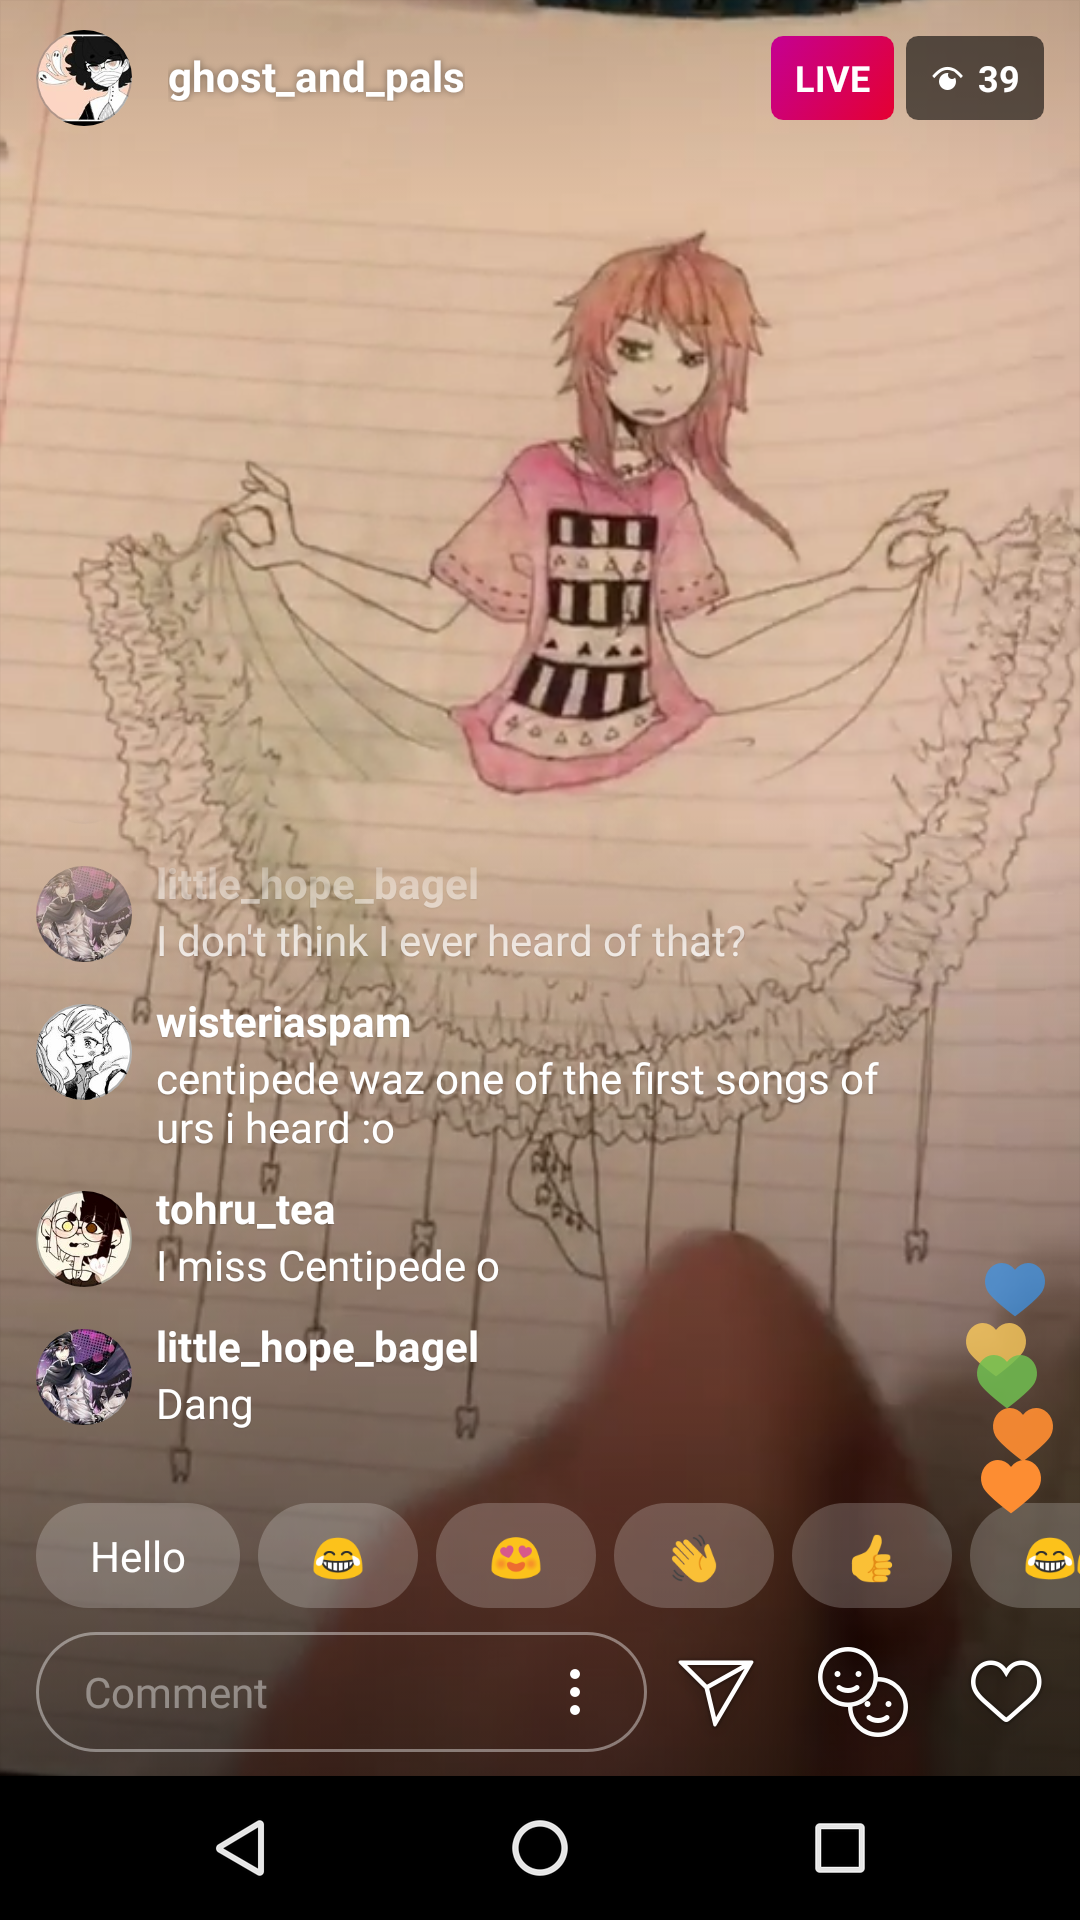 ghost_and_pals
LIVE
39
little_hope_bagel
I don't think I ever heard of that?
wisteriaspam
centipede waz one of the first songs of
urs i heard :o
tohru_tea
I miss Centipede o
little_hope_bagel
Dang
Hello
Comment